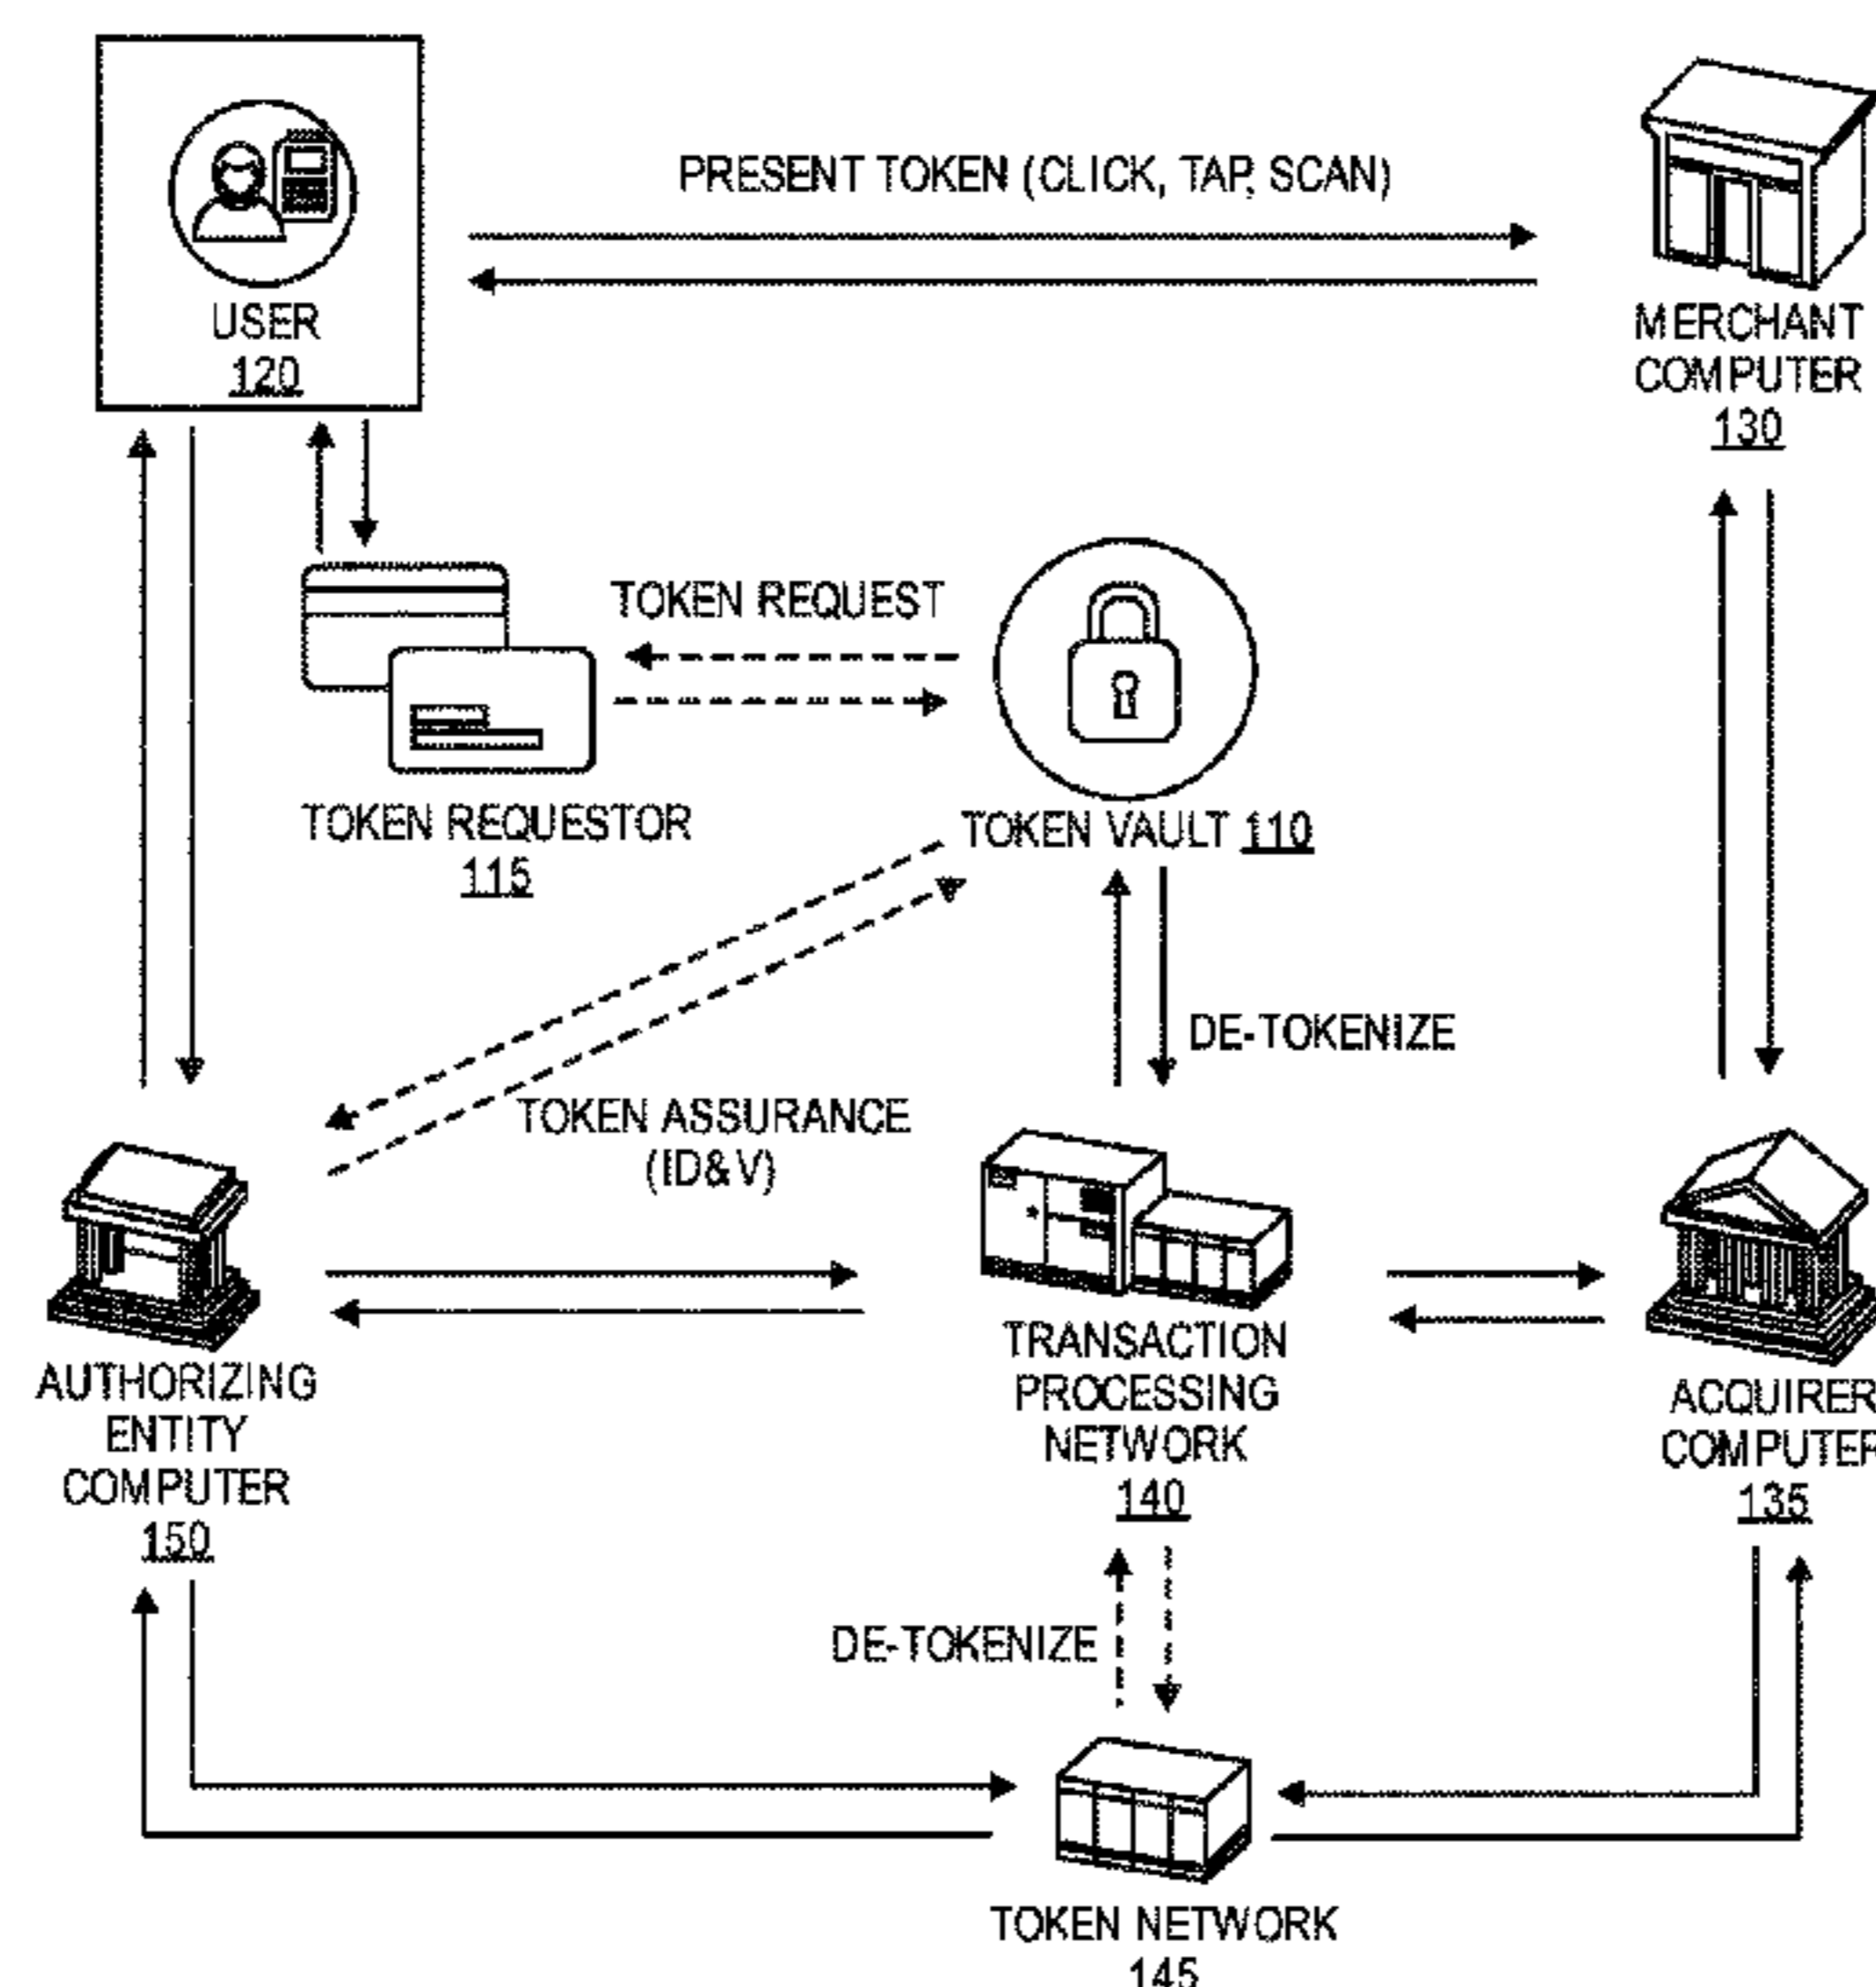 PRESENT TOKEN (CLICK, TAP, SCAN)
USER
120
MERCHANT
COMPUTER
130
TOKEN REQUEST
TOKEN REQUESTOR
115
TOKEN VAULT 110
DE-TOKENIZE
TOKEN ASSURANCE
(ID&V)
AUTHORIZING
ENTITY
COMPUTER
150
TRANSACTION
PROCESSING
NETWORK
140
ACQUIRER
COMPUTER
135
DE-TOKENIZE
TOKEN NETWORK
145